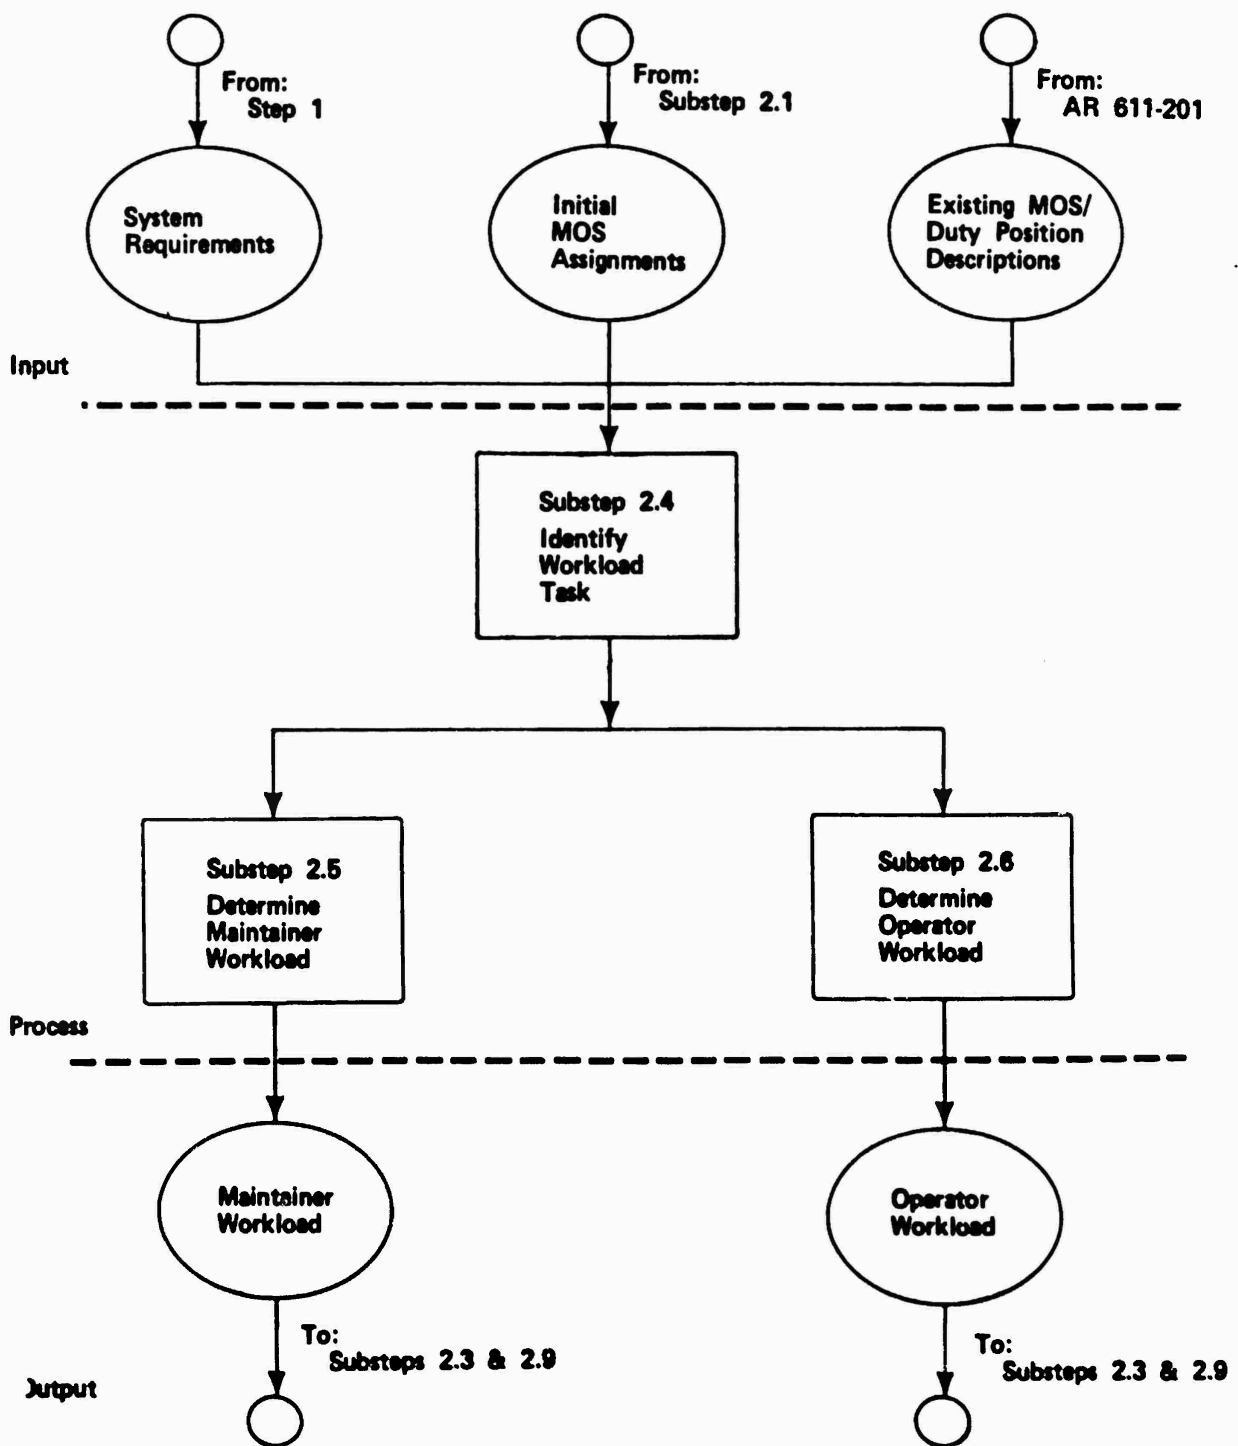 From:
Step 1
From:
Substep 2.1
From:
AR 611-201
System
Requirements
Initial
MOS
Assignments
Existing MOS/
Duty Position
Descriptions
Input
Substep 2.4
Identify
Workload
Task
Substep 2.5
Determine
Maintainer
Workload
Substep 2.6
Determine
Operator
Workload
Process
Maintainer
Workload
Operator
Workload
To:
Substeps 2.3 & 2.9
To:
Substeps 2.3 & 2.9
Output